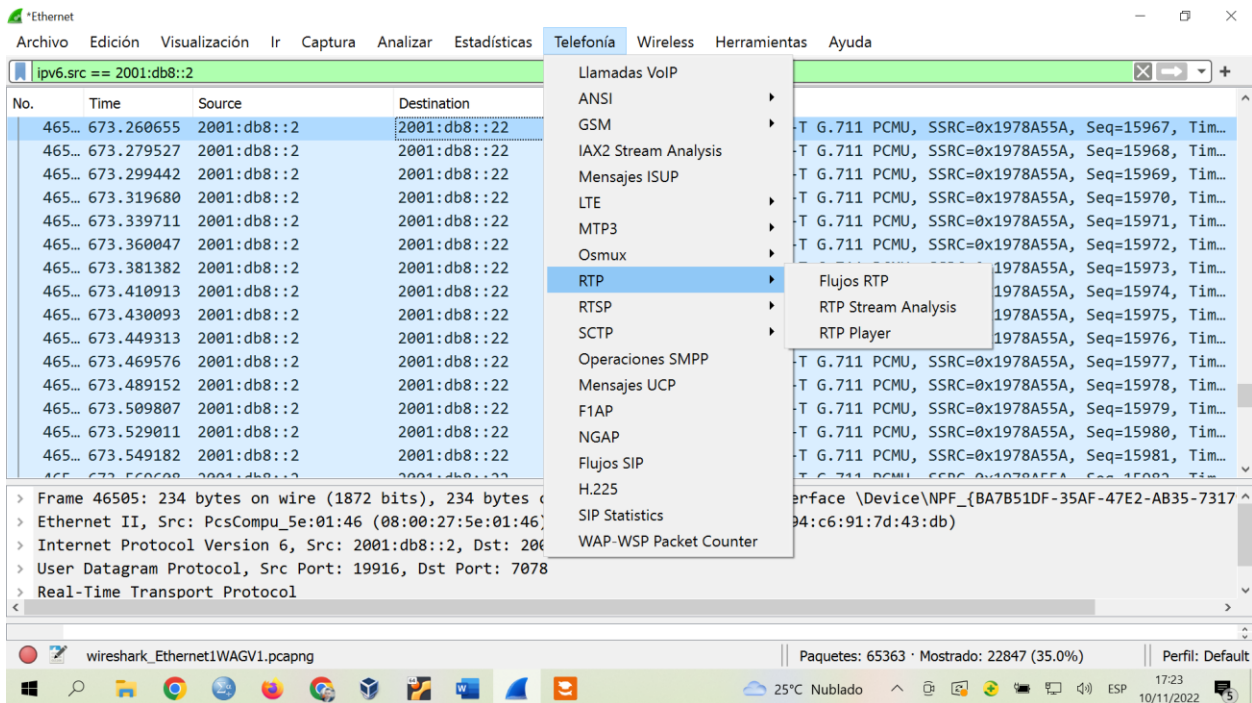 *Ethernet
Archivo Edición Visualización Ir Captura Analizar Estadísticas Telefonía Wireless Herramientas Ayuda
ipv6.src == 2001:db8::2
No. Time Source Destination
465… 673.260655 2001:db8::2 2001:db8::22 -T G.711 PCMU, SSRC=0x1978A55A, Seq=15967, Tim…
465… 673.279527 2001:db8::2 2001:db8::22 -T G.711 PCMU, SSRC=0x1978A55A, Seq=15968, Tim…
465… 673.299442 2001:db8::2 2001:db8::22 -T G.711 PCMU, SSRC=0x1978A55A, Seq=15969, Tim…
465… 673.319680 2001:db8::2 2001:db8::22 -T G.711 PCMU, SSRC=0x1978A55A, Seq=15970, Tim…
465… 673.339711 2001:db8::2 2001:db8::22 -T G.711 PCMU, SSRC=0x1978A55A, Seq=15971, Tim…
465… 673.360047 2001:db8::2 2001:db8::22 -T G.711 PCMU, SSRC=0x1978A55A, Seq=15972, Tim…
465… 673.381382 2001:db8::2 2001:db8::22 1978A55A, Seq=15973, Tim…
465… 673.410913 2001:db8::2 2001:db8::22 1978A55A, Seq=15974, Tim…
465… 673.430093 2001:db8::2 2001:db8::22 1978A55A, Seq=15975, Tim…
465… 673.449313 2001:db8::2 2001:db8::22 1978A55A, Seq=15976, Tim…
465… 673.469576 2001:db8::2 2001:db8::22 -T G.711 PCMU, SSRC=0x1978A55A, Seq=15977, Tim…
465… 673.489152 2001:db8::2 2001:db8::22 -T G.711 PCMU, SSRC=0x1978A55A, Seq=15978, Tim…
465… 673.509807 2001:db8::2 2001:db8::22 -T G.711 PCMU, SSRC=0x1978A55A, Seq=15979, Tim…
465… 673.529011 2001:db8::2 2001:db8::22 -T G.711 PCMU, SSRC=0x1978A55A, Seq=15980, Tim…
465… 673.549182 2001:db8::2 2001:db8::22 -T G.711 PCMU, SSRC=0x1978A55A, Seq=15981, Tim…
Llamadas VoIP
ANSI
GSM
IAX2 Stream Analysis
Mensajes ISUP
LTE
MTP3
Osmux
RTP
RTSP
SCTP
Operaciones SMPP
Mensajes UCP
F1AP
NGAP
Flujos SIP
H.225
SIP Statistics
WAP-WSP Packet Counter
Flujos RTP
RTP Stream Analysis
RTP Player
> Frame 46505: 234 bytes on wire (1872 bits), 234 bytes erface \Device\NPF_{BA7B51DF-35AF-47E2-AB35-7317
> Ethernet II, Src: PcsCompu_5e:01:46 (08:00:27:5e:01:46) 94:c6:91:7d:43:db)
> Internet Protocol Version 6, Src: 2001:db8::2, Dst: 200
> User Datagram Protocol, Src Port: 19916, Dst Port: 7078
> Real-Time Transport Protocol
wireshark_Ethernet1WAGV1.pcapng Paquetes: 65363 · Mostrado: 22847 (35.0%) Perfil: Default
25°C Nublado ESP 17:23
10/11/2022
5